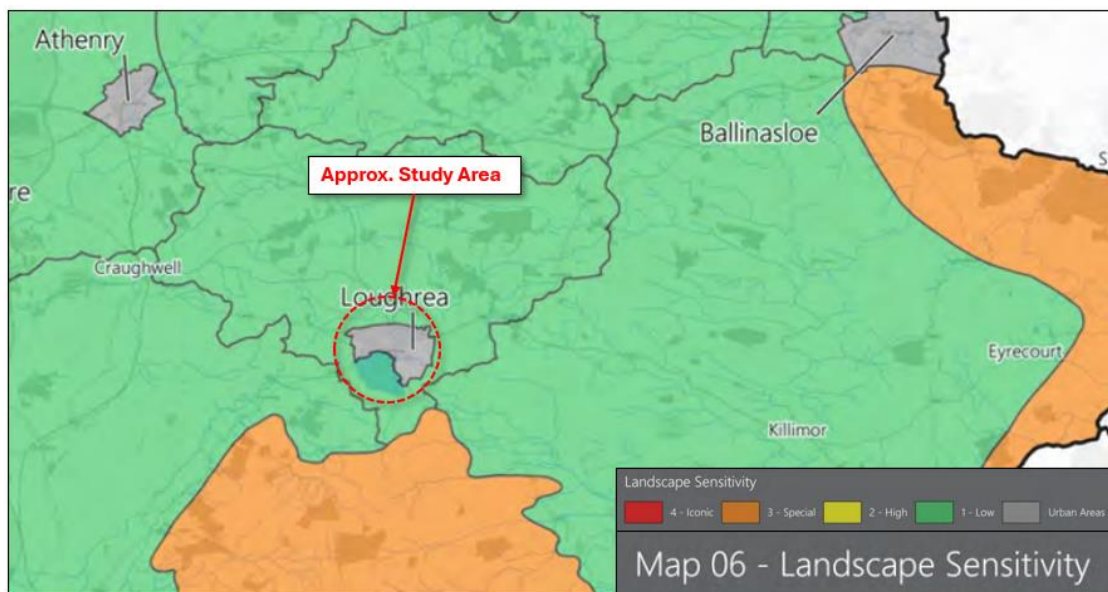 Athenry
Ballinasloe
Approx. Study Area
S
re
Craughwell
Loughrea
Eyrecourt
Killimor
Landscape Sensitivity
4 - Iconic 3 - Special 2 - High 1 - Low Urban Areas
Map 06 - Landscape Sensitivity